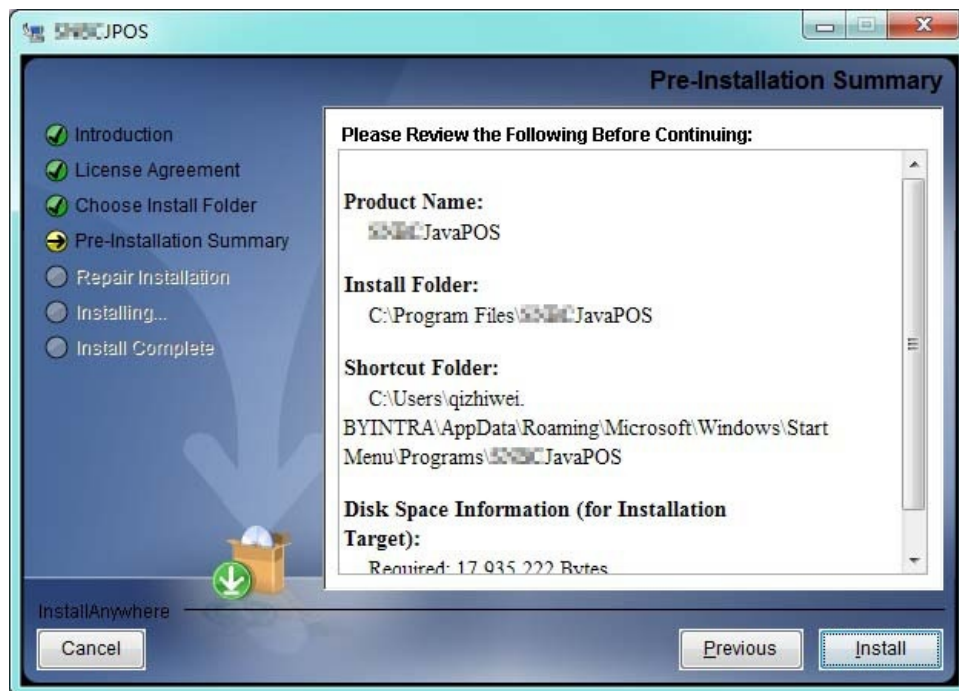 JPOS
Pre-Installation Summary
Introduction
License Agreement
Choose Install Folder
Pre-Installation Summary
Repair Installation
Installing...
Install Complete
Please Review the Following Before Continuing:
Product Name:
JavaPOS
Install Folder:
C:\Program Files\JavaPOS
Shortcut Folder:
C:\Users\qizhiwei.
BYINTRA\AppData\Roaming\Microsoft\Windows\Start
Menu\Programs\JavaPOS
Disk Space Information (for Installation
Target):
Required: 17,935,222 Bytes
InstallAnywhere
Cancel
Previous
Install